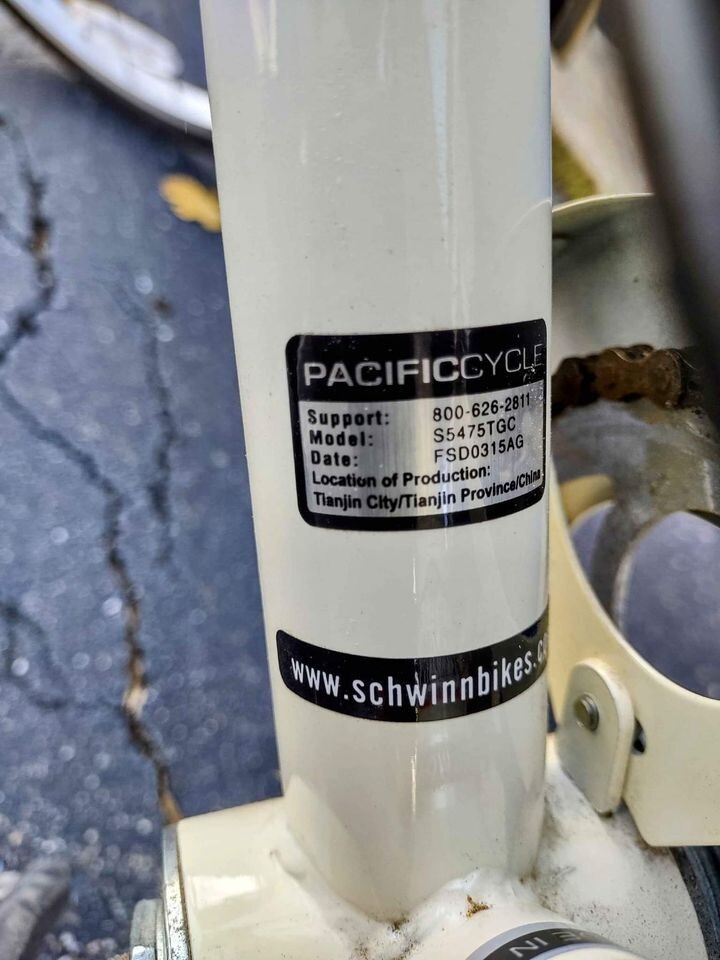 PACIFICCYCLE
Support: 800-626-2811
Model: S5475TGC
Date: FSD0315AG
Location of Production:
Tianjin City/Tianjin Province/China
www.schwinnbikes.c
IN